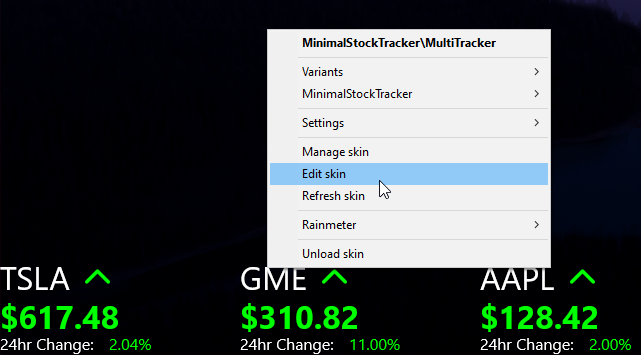 MinimalStockTracker\MultiTracker
Variants
MinimalStockTracker
Settings
Manage skin
Edit skin
Refresh skin
Rainmeter
Unload skin
TSLA GME AAPL
$617.48 $310.82 $128.42
24hr Change: 2.04% 24hr Change: 11.00% 24hr Change: 2.00%